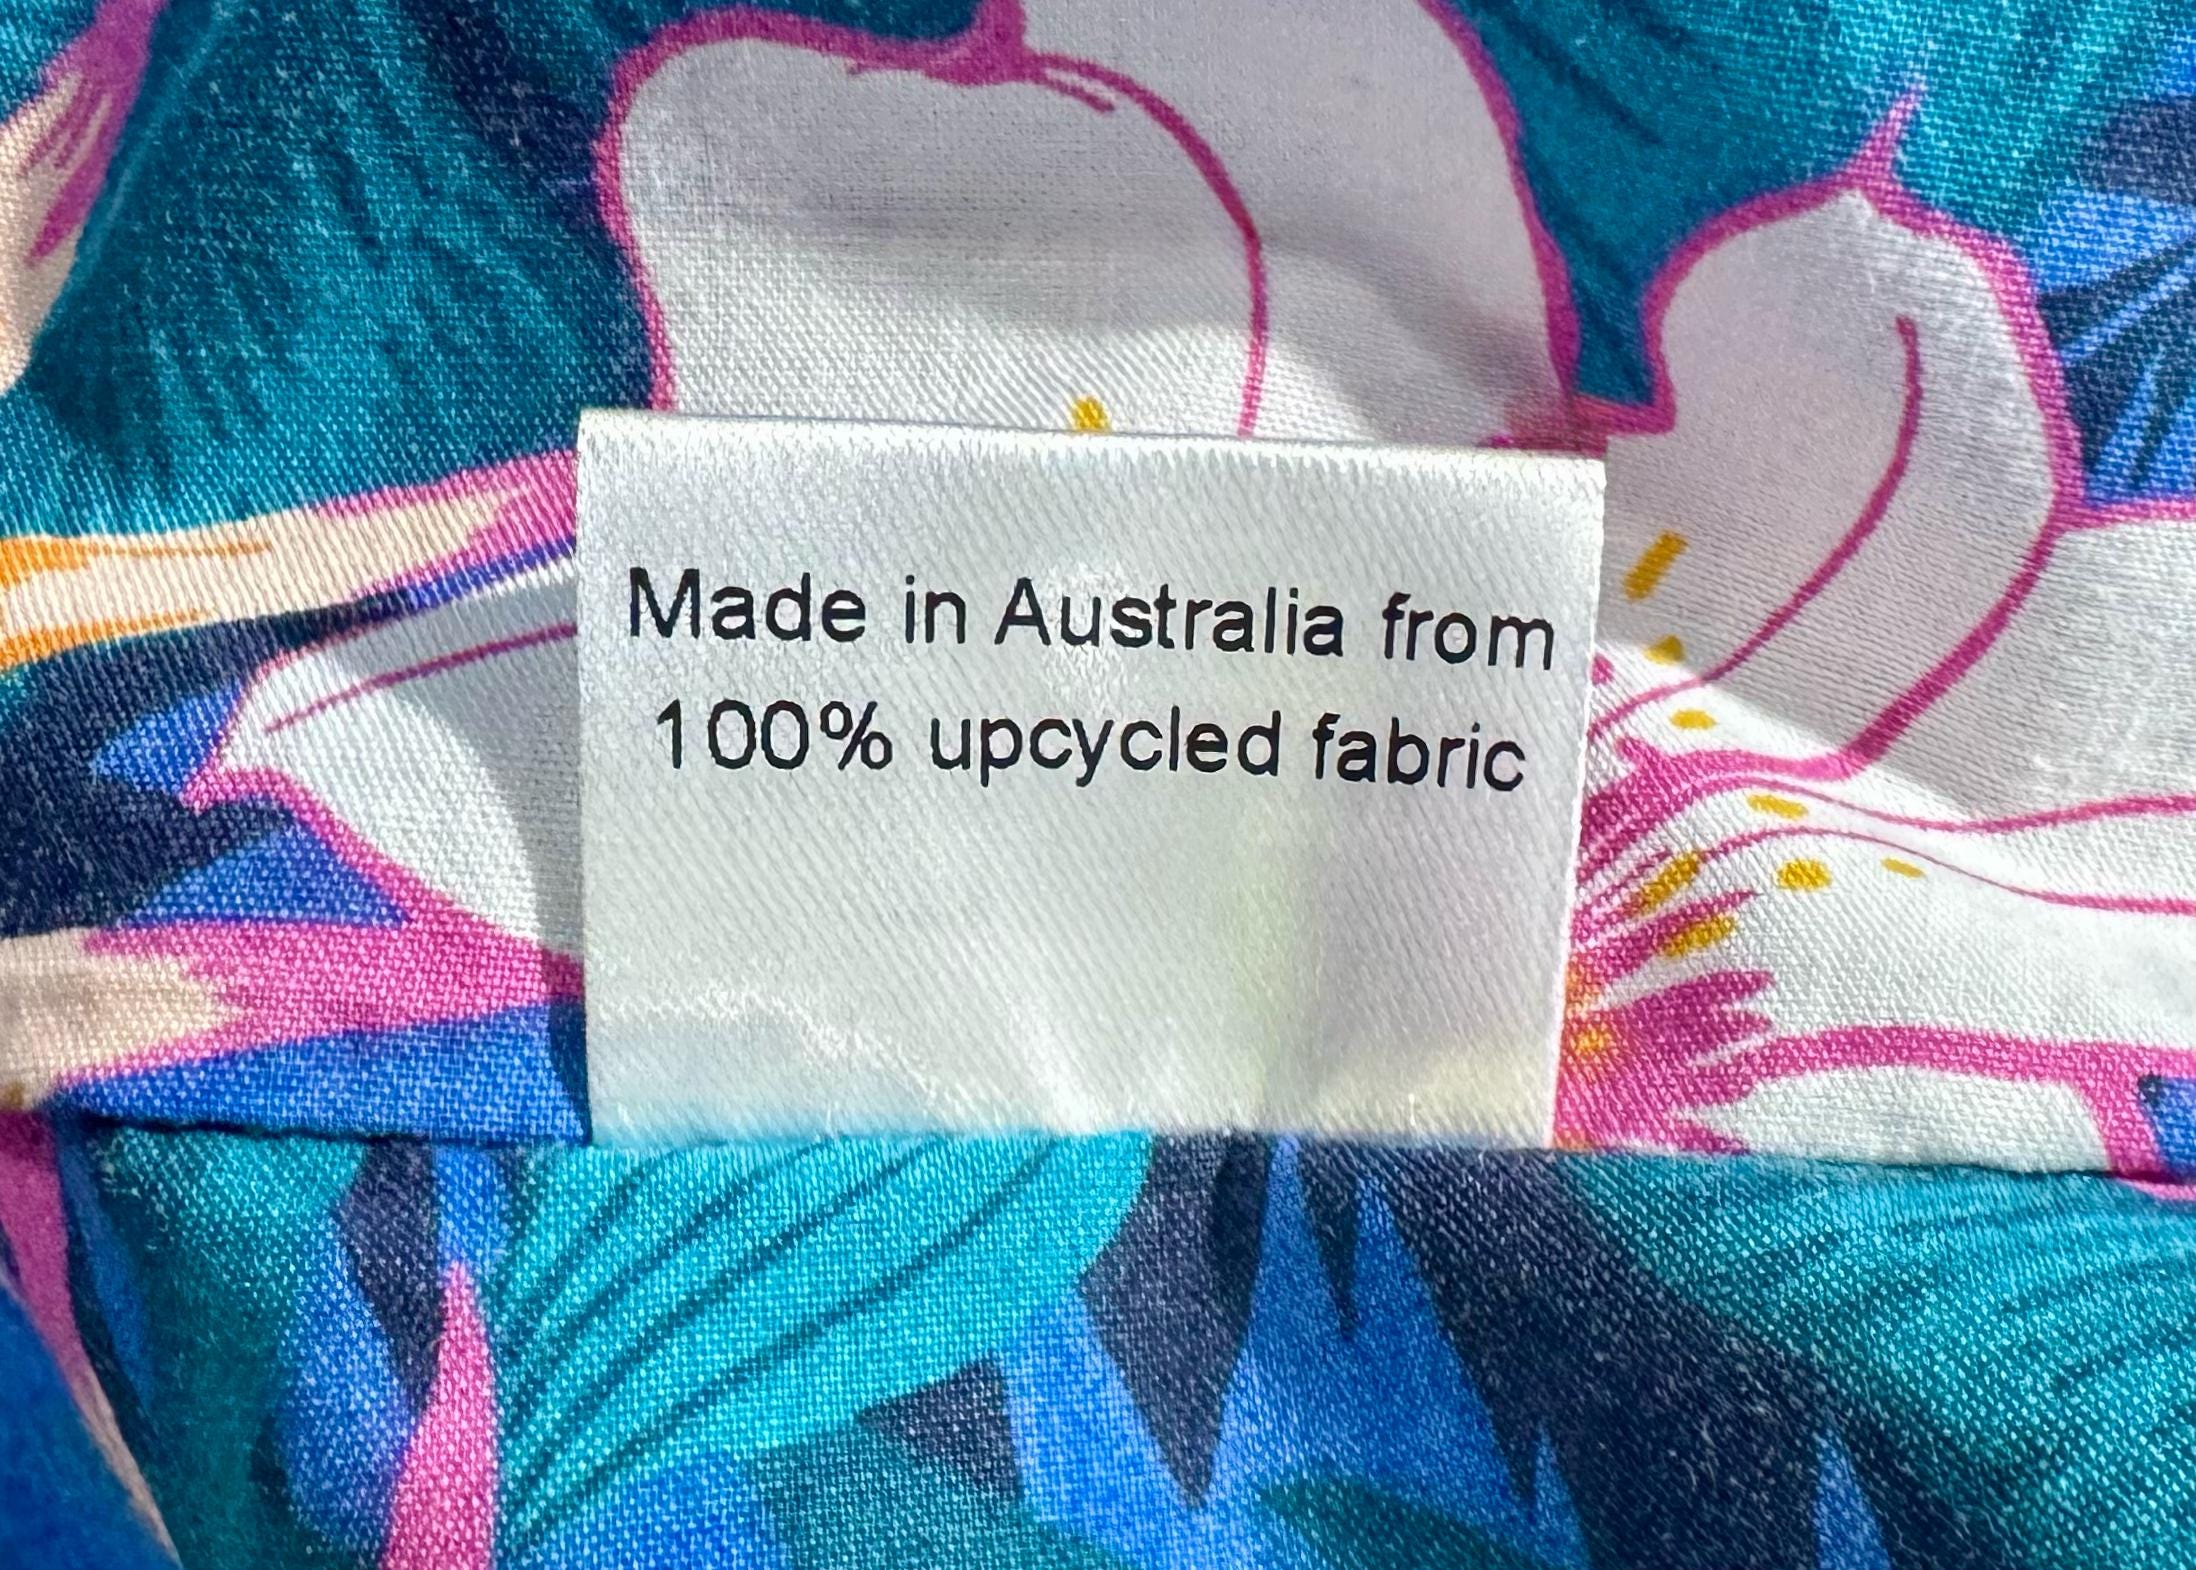 Made in Australia from
100% upcycled fabric